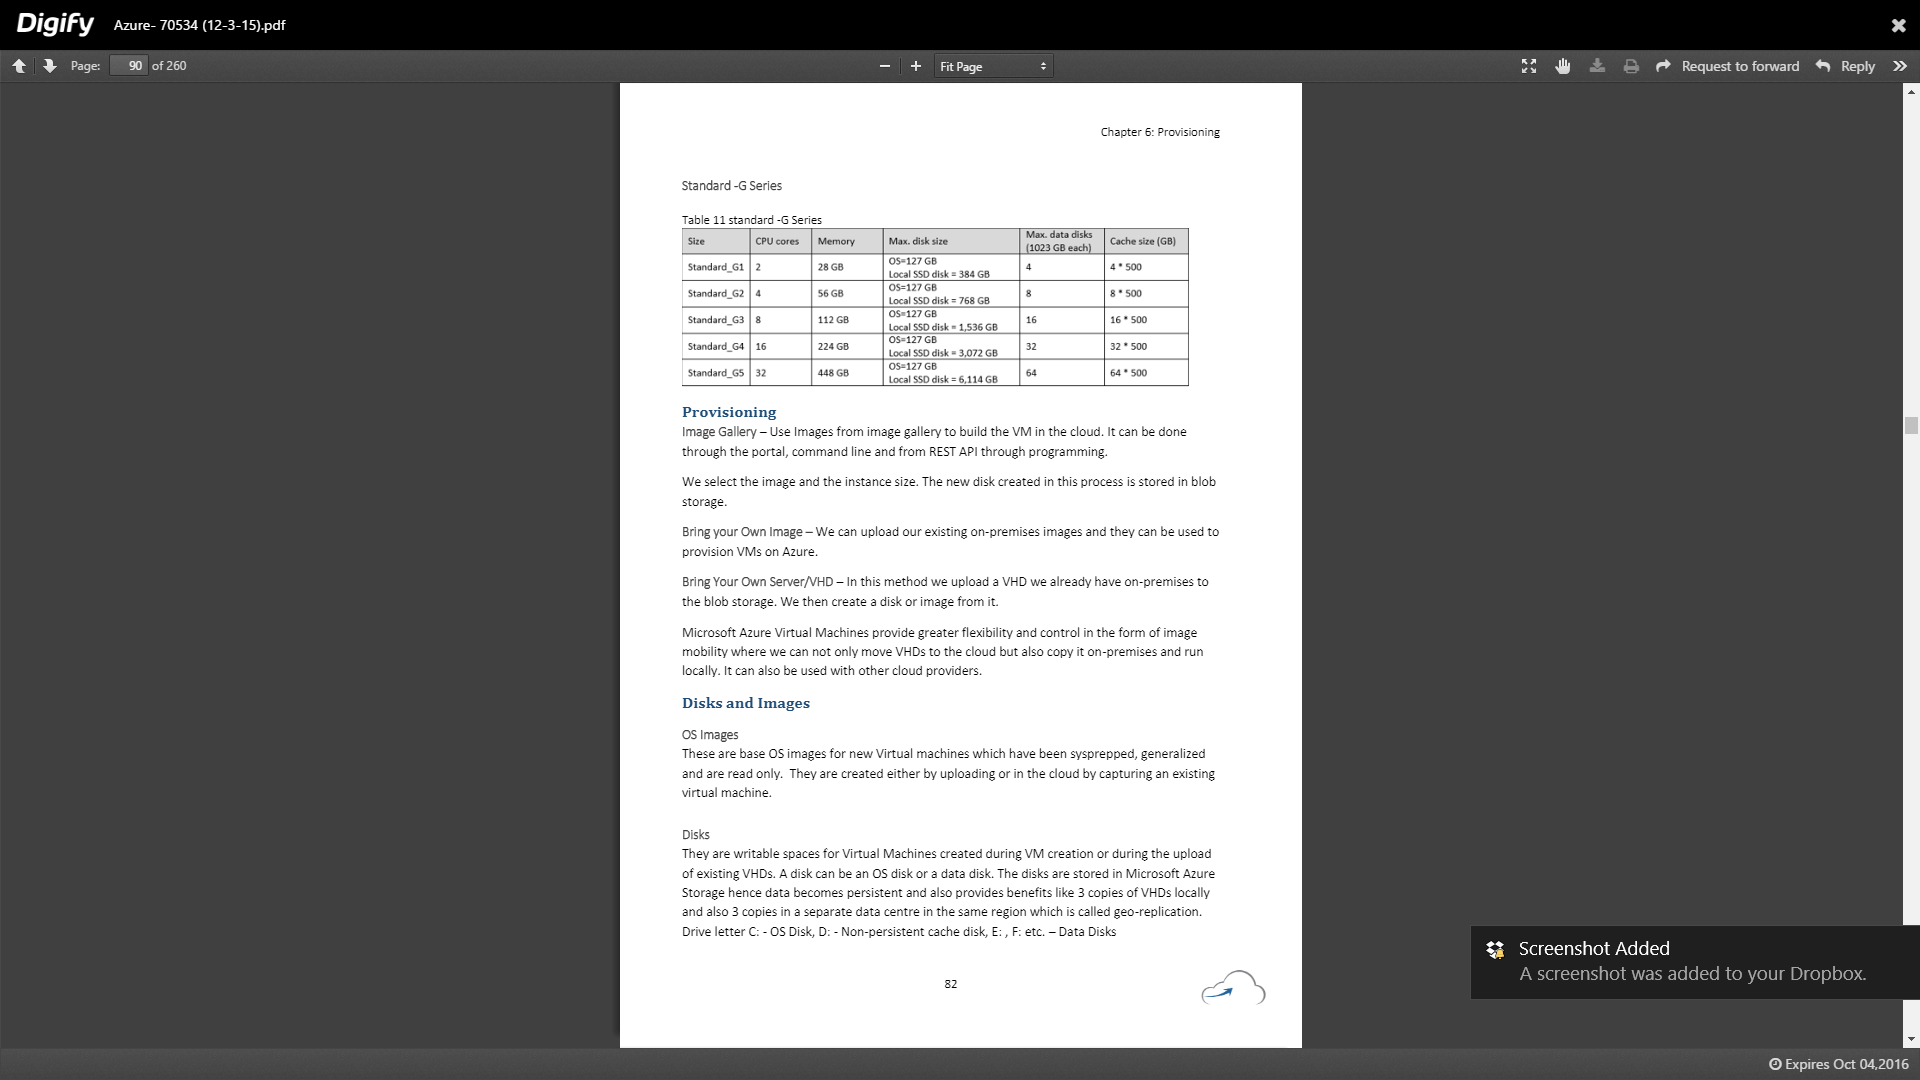 Digify Azure- 70534 (12-3-15).pdf
Page: 90 of 260 Fit Page Request to forward Reply
Chapter 6: Provisioning
Standard -G Series
Table 11 standard -G Series
Size CPU cores Memory Max. disk size Max. data disks (1023 GB each) Cache size (GB)
Standard_G1 2 28 GB OS=127 GB Local SSD disk = 384 GB 4 4 * 500
Standard_G2 4 56 GB OS=127 GB Local SSD disk = 768 GB 8 8 * 500
Standard_G3 8 112 GB OS=127 GB Local SSD disk = 1,536 GB 16 16 * 500
Standard_G4 16 224 GB OS=127 GB Local SSD disk = 3,072 GB 32 32 * 500
Standard_G5 32 448 GB OS=127 GB Local SSD disk = 6,114 GB 64 64 * 500
Provisioning
Image Gallery – Use Images from image gallery to build the VM in the cloud. It can be done
through the portal, command line and from REST API through programming.
We select the image and the instance size. The new disk created in this process is stored in blob
storage.
Bring your Own Image – We can upload our existing on-premises images and they can be used to
provision VMs on Azure.
Bring Your Own Server/VHD – In this method we upload a VHD we already have on-premises to
the blob storage. We then create a disk or image from it.
Microsoft Azure Virtual Machines provide greater flexibility and control in the form of image
mobility where we can not only move VHDs to the cloud but also copy it on-premises and run
locally. It can also be used with other cloud providers.
Disks and Images
OS Images
These are base OS images for new Virtual machines which have been sysprepped, generalized
and are read only.  They are created either by uploading or in the cloud by capturing an existing
virtual machine.
Disks
They are writable spaces for Virtual Machines created during VM creation or during the upload
of existing VHDs. A disk can be an OS disk or a data disk. The disks are stored in Microsoft Azure
Storage hence data becomes persistent and also provides benefits like 3 copies of VHDs locally
and also 3 copies in a separate data centre in the same region which is called geo-replication.
Drive letter C: - OS Disk, D: - Non-persistent cache disk, E: , F: etc. – Data Disks
82
Screenshot Added
A screenshot was added to your Dropbox.
Expires Oct 04,2016